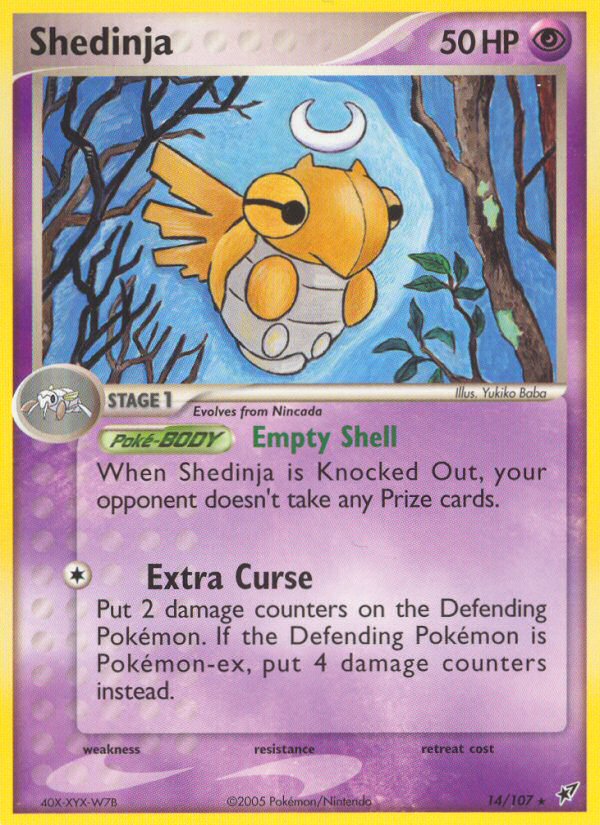 Shedinja 50 HP
Illus. Yukiko Baba
STAGE 1
Evolves from Nincada
Poké-BODY Empty Shell
When Shedinja is Knocked Out, your
opponent doesn't take any Prize cards.
Extra Curse
Put 2 damage counters on the Defending
Pokémon. If the Defending Pokémon is
Pokémon-ex, put 4 damage counters
instead.
weakness resistance retreat cost
40X-XYX-W7B ©2005 Pokémon/Nintendo 14/107 ★